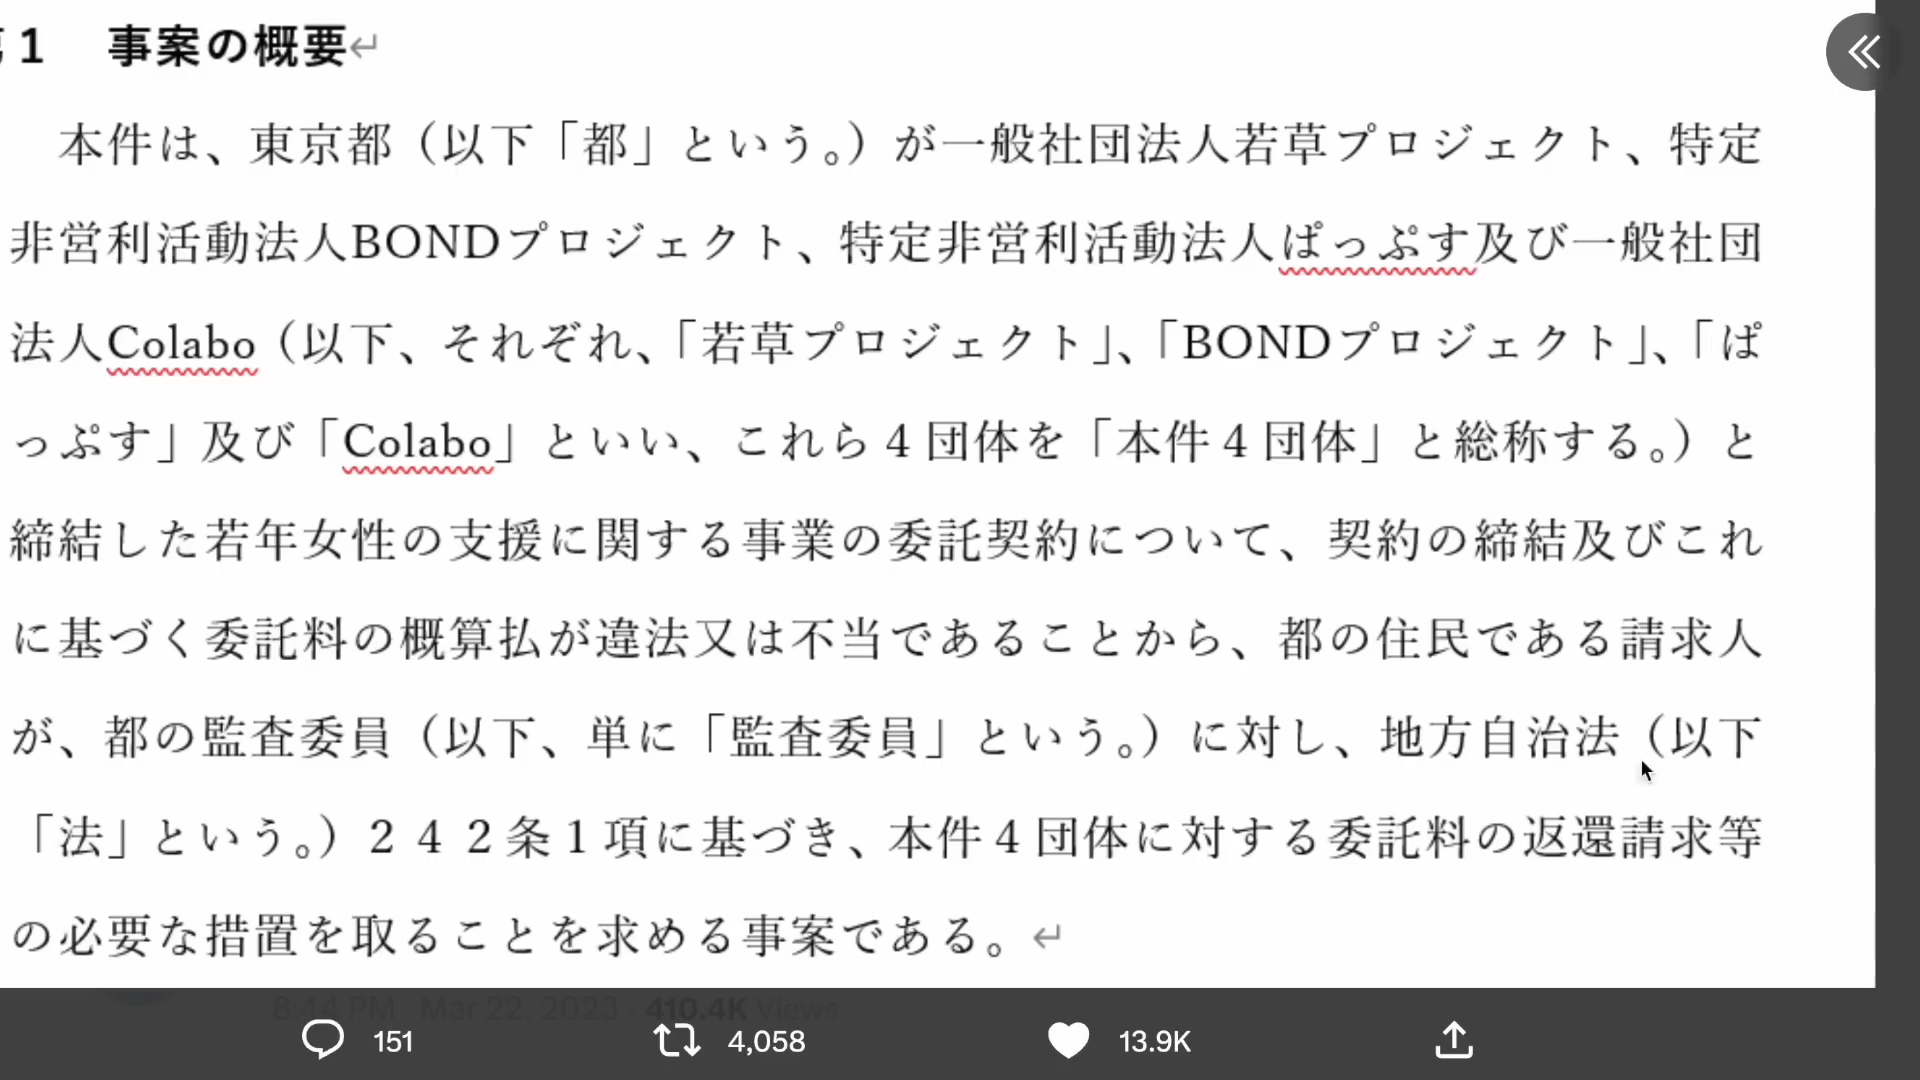 第1 事案の概要↵
本件は、東京都（以下「都」という。）が一般社団法人若草プロジェクト、特定
非営利活動法人BONDプロジェクト、特定非営利活動法人ぱっぷす及び一般社団
法人Colabo（以下、それぞれ、「若草プロジェクト」、「BONDプロジェクト」、「ぱ
っぷす」及び「Colabo」といい、これら４団体を「本件４団体」と総称する。）と
締結した若年女性の支援に関する事業の委託契約について、契約の締結及びこれ
に基づく委託料の概算払が違法又は不当であることから、都の住民である請求人
が、都の監査委員（以下、単に「監査委員」という。）に対し、地方自治法（以下
「法」という。）２４２条１項に基づき、本件４団体に対する委託料の返還請求等
の必要な措置を取ることを求める事案である。↵
8:44 PM · Mar 22, 2023 · 410.4K Views
151 4,058 13.9K